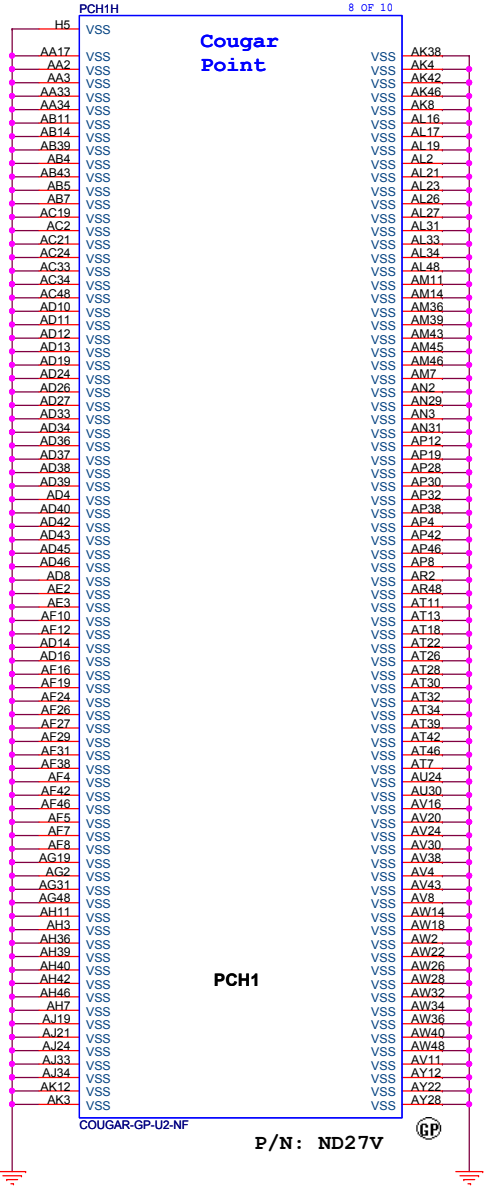 PCH1H 8 OF 10
Cougar
Point
H5 VSS
AA17 VSS VSS AK38
AA2 VSS VSS AK4
AA3 VSS VSS AK42
AA33 VSS VSS AK46
AA34 VSS VSS AK8
AB11 VSS VSS AL16
AB14 VSS VSS AL17
AB39 VSS VSS AL19
AB4 VSS VSS AL2
AB43 VSS VSS AL21
AB5 VSS VSS AL23
AB7 VSS VSS AL26
AC19 VSS VSS AL27
AC2 VSS VSS AL31
AC21 VSS VSS AL33
AC24 VSS VSS AL34
AC33 VSS VSS AL48
AC34 VSS VSS AM11
AC48 VSS VSS AM14
AD10 VSS VSS AM36
AD11 VSS VSS AM39
AD12 VSS VSS AM43
AD13 VSS VSS AM45
AD19 VSS VSS AM46
AD24 VSS VSS AM7
AD26 VSS VSS AN2
AD27 VSS VSS AN29
AD33 VSS VSS AN3
AD34 VSS VSS AN31
AD36 VSS VSS AP12
AD37 VSS VSS AP19
AD38 VSS VSS AP28
AD39 VSS VSS AP30
AD4 VSS VSS AP32
AD40 VSS VSS AP38
AD42 VSS VSS AP4
AD43 VSS VSS AP42
AD45 VSS VSS AP46
AD46 VSS VSS AP8
AD8 VSS VSS AR2
AE2 VSS VSS AR48
AE3 VSS VSS AT11
AF10 VSS VSS AT13
AF12 VSS VSS AT18
AD14 VSS VSS AT22
AD16 VSS VSS AT26
AF16 VSS VSS AT28
AF19 VSS VSS AT30
AF24 VSS VSS AT32
AF26 VSS VSS AT34
AF27 VSS VSS AT39
AF29 VSS VSS AT42
AF31 VSS VSS AT46
AF38 VSS VSS AT7
AF4 VSS VSS AU24
AF42 VSS VSS AU30
AF46 VSS VSS AV16
AF5 VSS VSS AV20
AF7 VSS VSS AV24
AF8 VSS VSS AV30
AG19 VSS VSS AV38
AG2 VSS VSS AV4
AG31 VSS VSS AV43
AG48 VSS VSS AV8
AH11 VSS VSS AW14
AH3 VSS VSS AW18
AH36 VSS VSS AW2
AH39 VSS VSS AW22
AH40 VSS VSS AW26
AH42 VSS VSS AW28
AH46 VSS VSS AW32
AH7 VSS VSS AW34
AJ19 VSS VSS AW36
AJ21 VSS VSS AW40
AJ24 VSS VSS AW48
AJ33 VSS VSS AV11
AJ34 VSS VSS AY12
AK12 VSS VSS AY22
AK3 VSS VSS AY28
PCH1
COUGAR-GP-U2-NF
P/N: ND27V
GP